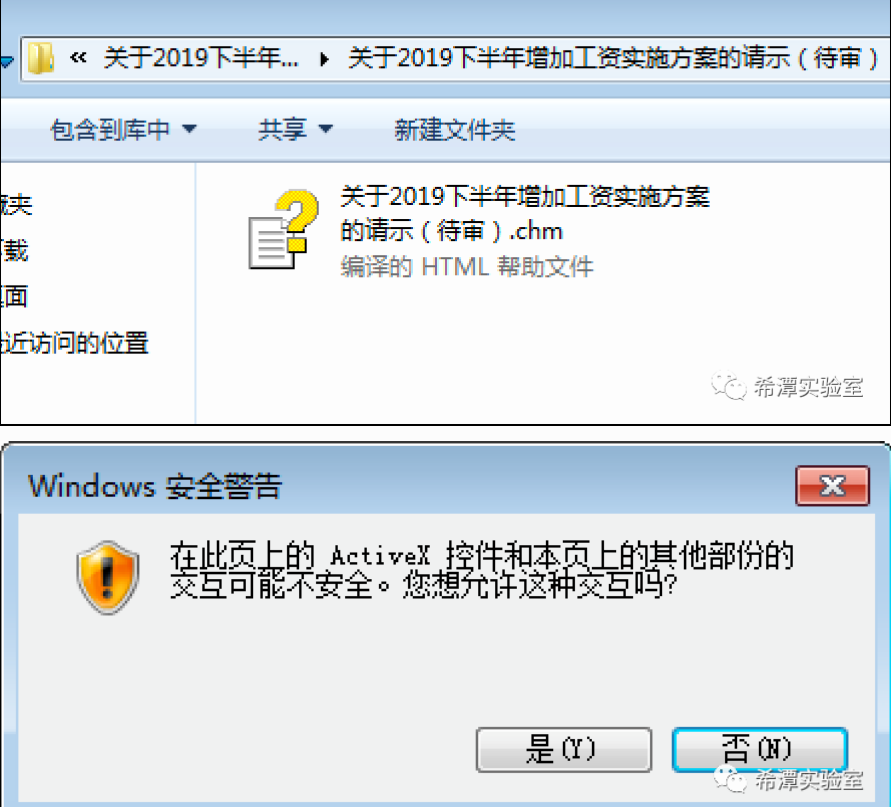 « 关于2019下半年... ▸ 关于2019下半年增加工资实施方案的请示（待审）
包含到库中 共享 新建文件夹
藏夹
下载
桌面
最近访问的位置
关于2019下半年增加工资实施方案
的请示（待审）.chm
编译的 HTML 帮助文件
希潭实验室
Windows 安全警告
在此页上的 ActiveX 控件和本页上的其他部份的
交互可能不安全。您想允许这种交互吗?
是(Y) 否(N)
希潭实验室